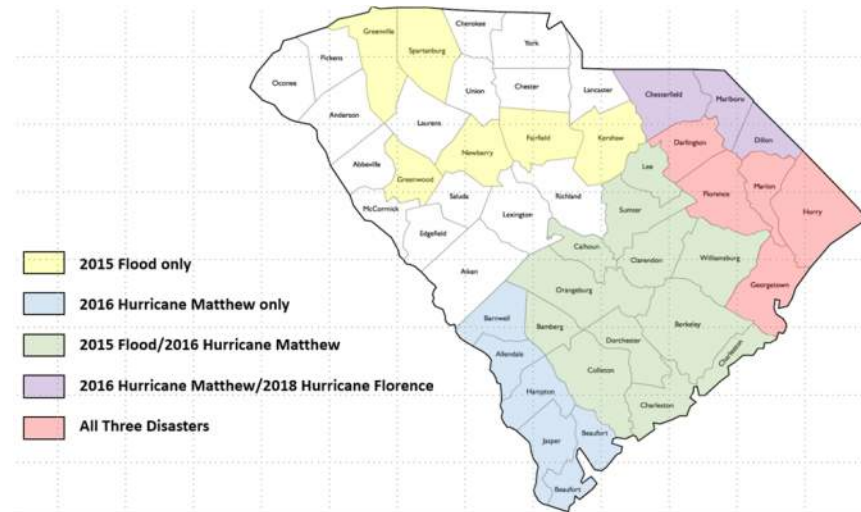 Cherokee
Greenville
York
Spartanburg
Pickens
Oconee
Union
Chester
Lancaster
Chesterfield
Marlboro
Anderson
Laurens
Dillon
Darlington
Fairfield
Kershaw
Newberry
Abbeville
Lee
Greenwood
Florence
Marion
Saluda
Richland
Horry
McCormick
Lexington
Sumter
Edgefield
Calhoun
Williamsburg
Clarendon
Aiken
Georgetown
Orangeburg
Barnwell
Bamberg
Berkeley
Dorchester
Charleston
Allendale
Colleton
Hampton
Charleston
Jasper
Beaufort
Beaufort
2015 Flood only
2016 Hurricane Matthew only
2015 Flood/2016 Hurricane Matthew
2016 Hurricane Matthew/2018 Hurricane Florence
All Three Disasters